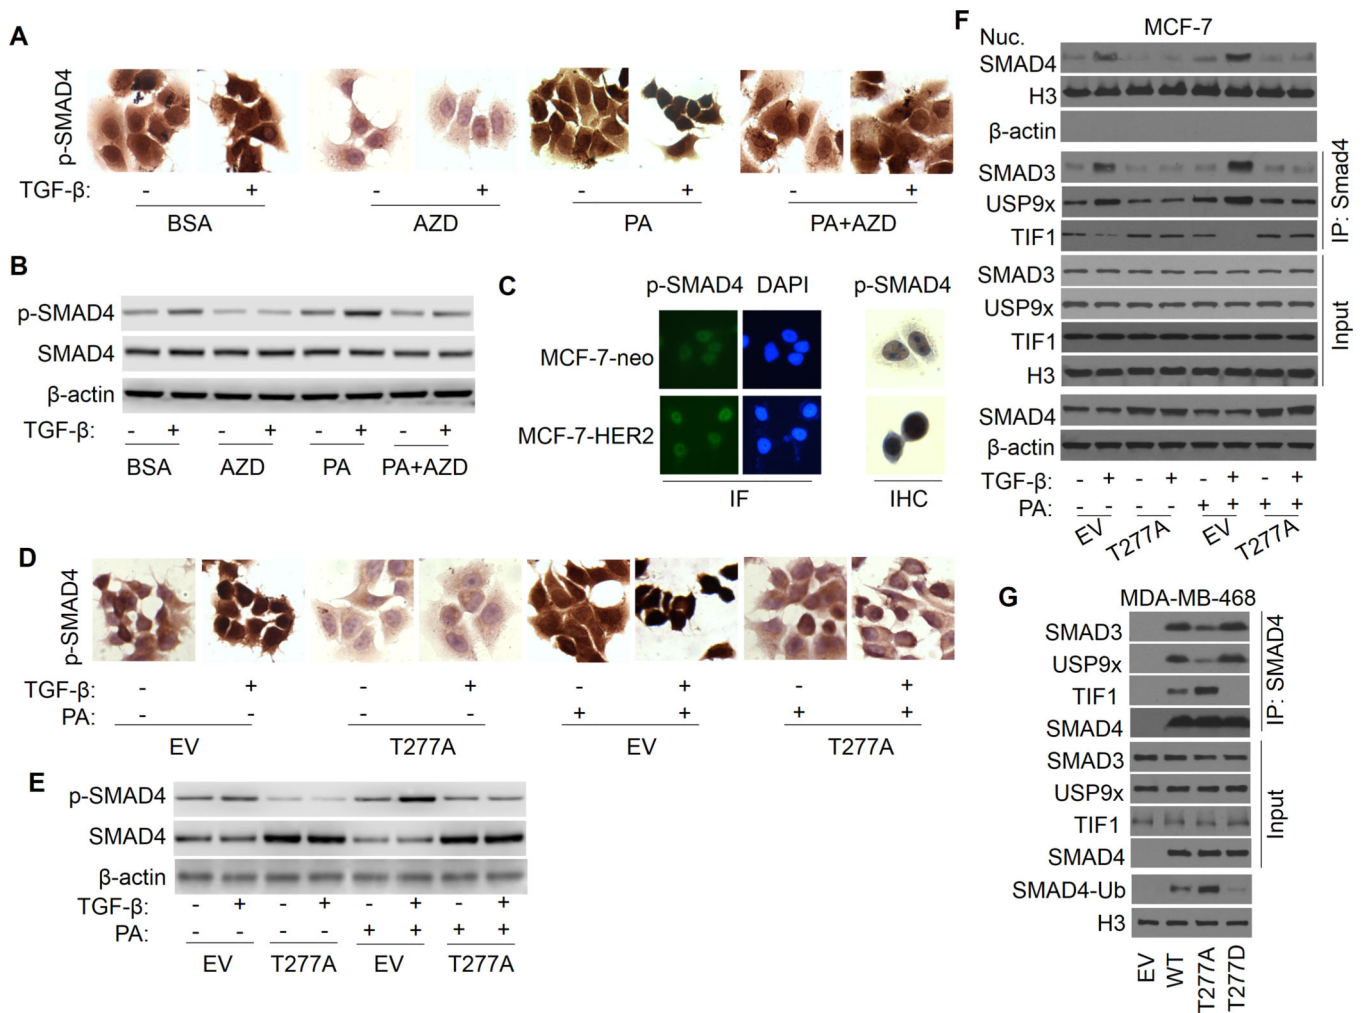 A
p-SMAD4
TGF-β: - + - + - + - +
BSA AZD PA PA+AZD
B
p-SMAD4
SMAD4
β-actin
TGF-β: - + - + - + - +
BSA AZD PA PA+AZD
C
p-SMAD4 DAPI p-SMAD4
MCF-7-neo
MCF-7-HER2
IF IHC
D
p-SMAD4
TGF-β: - + - + - + - +
PA: - - - - + + + +
EV T277A EV T277A
E
p-SMAD4
SMAD4
β-actin
TGF-β: - + - + - + - +
PA: - - - - + + + +
EV T277A EV T277A
F
MCF-7
Nuc.
SMAD4
H3
β-actin
SMAD3
USP9x
TIF1
IP: Smad4
SMAD3
USP9x
TIF1
H3
Input
SMAD4
β-actin
TGF-β: - + - + - + - +
PA: - - - - + + + +
EV T277A EV T277A
G
MDA-MB-468
SMAD3
USP9x
TIF1
SMAD4
IP: SMAD4
SMAD3
USP9x
TIF1
SMAD4
Input
SMAD4-Ub
H3
EV WT T277A T277D